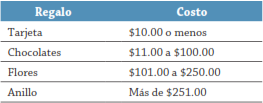 Regalo Costo
Tarjeta $10.00 o menos
Chocolates $11.00 a $100.00
Flores $101.00 a $250.00
Anillo Más de $251.00